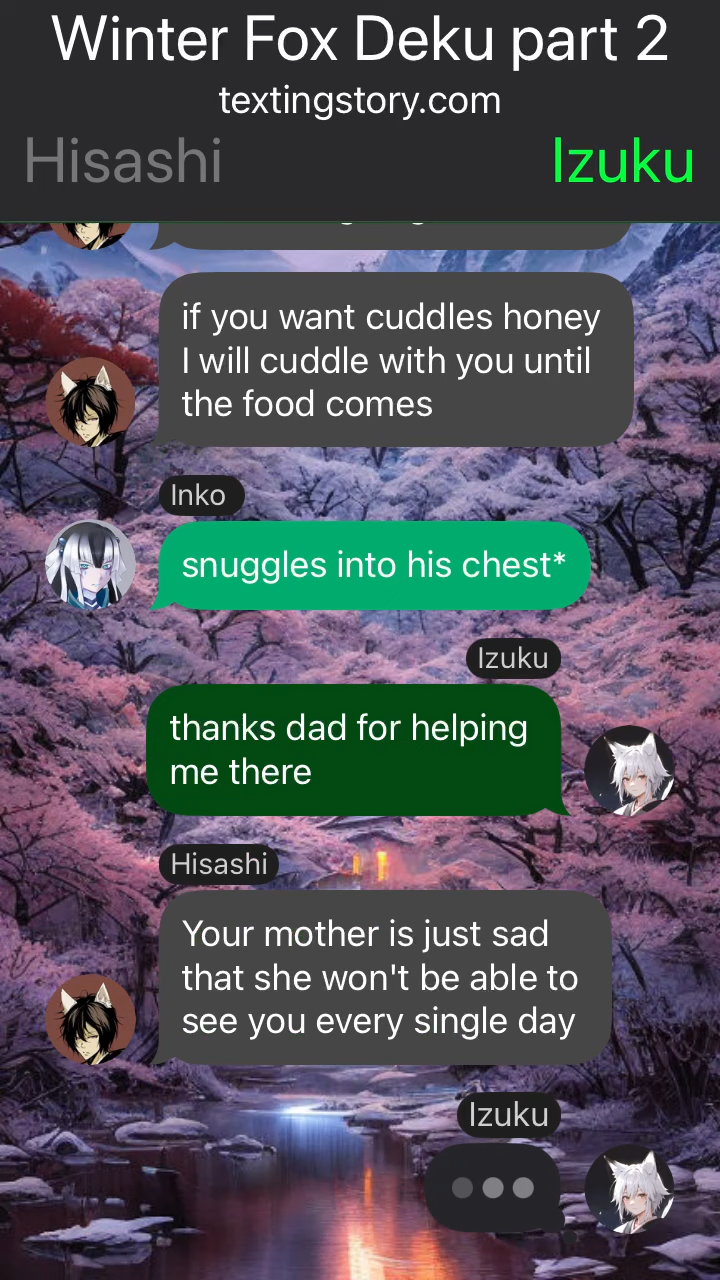 Winter Fox Deku part 2
textingstory.com
Hisashi
Izuku
if you want cuddles honey
I will cuddle with you until
the food comes
Inko
snuggles into his chest*
Izuku
thanks dad for helping
me there
Hisashi
Your mother is just sad
that she won't be able to
see you every single day
Izuku